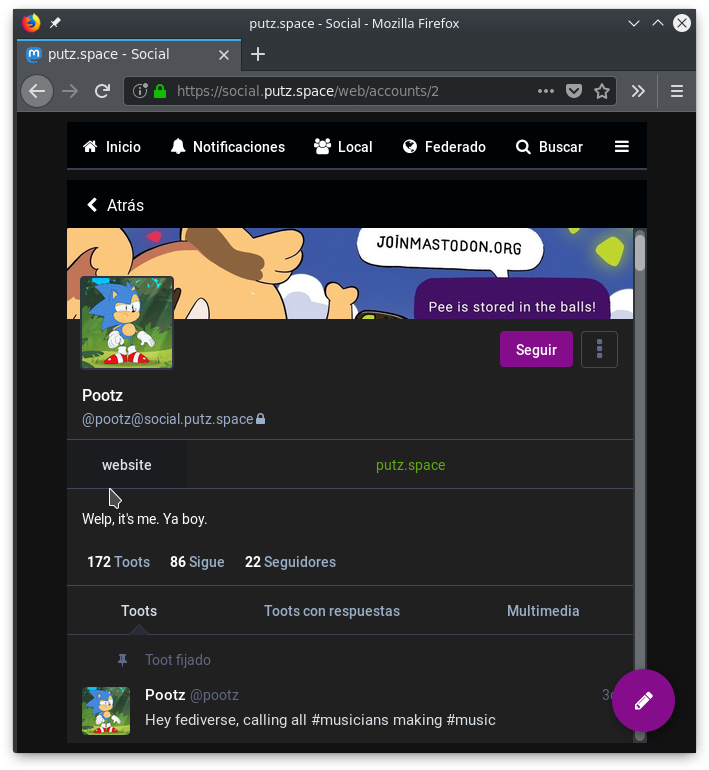 putz.space - Social - Mozilla Firefox
putz.space - Social
https://social.putz.space/web/accounts/2
Inicio Notificaciones Local Federado Buscar
Atrás
JOINMASTODON.ORG
Pee is stored in the balls!
Seguir
Pootz
@pootz@social.putz.space
website putz.space
Welp, it's me. Ya boy.
172 Toots 86 Sigue 22 Seguidores
Toots Toots con respuestas Multimedia
Toot fijado
Pootz @pootz
Hey fediverse, calling all #musicians making #music